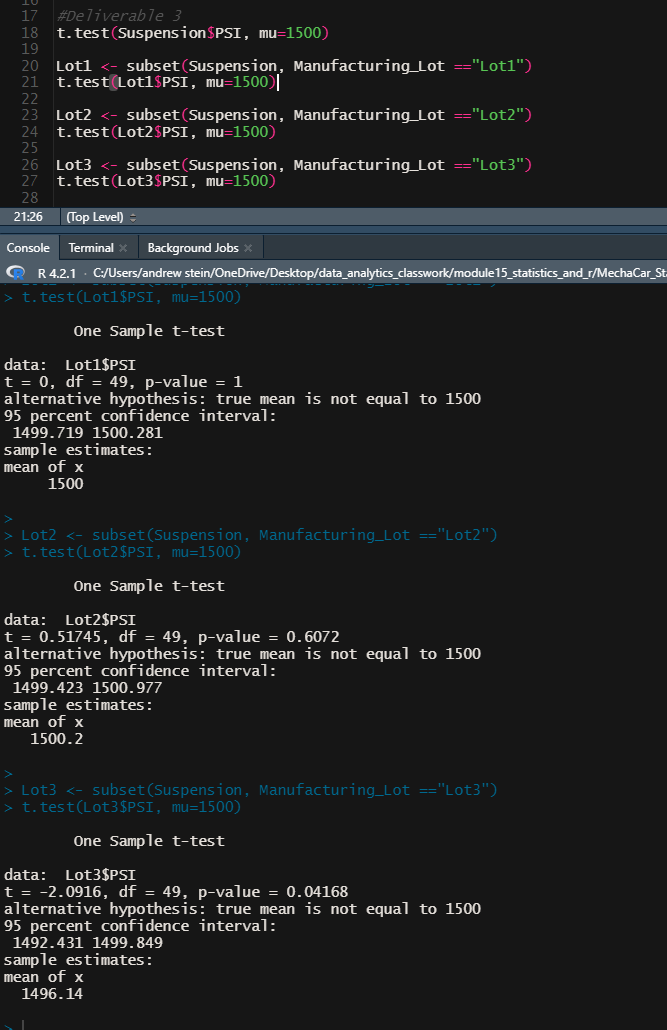 17 #Deliverable 3
18 t.test(Suspension$PSI, mu=1500)
19
20 Lot1 <- subset(Suspension, Manufacturing_Lot =="Lot1")
21 t.test(Lot1$PSI, mu=1500)
22
23 Lot2 <- subset(Suspension, Manufacturing_Lot =="Lot2")
24 t.test(Lot2$PSI, mu=1500)
25
26 Lot3 <- subset(Suspension, Manufacturing_Lot =="Lot3")
27 t.test(Lot3$PSI, mu=1500)
28
21:26 (Top Level)
Console Terminal Background Jobs
R 4.2.1 · C:/Users/andrew stein/OneDrive/Desktop/data_analytics_classwork/module15_statistics_and_r/MechaCar_Sta
> t.test(Lot1$PSI, mu=1500)
One Sample t-test
data: Lot1$PSI
t = 0, df = 49, p-value = 1
alternative hypothesis: true mean is not equal to 1500
95 percent confidence interval:
1499.719 1500.281
sample estimates:
mean of x
1500
>
> Lot2 <- subset(Suspension, Manufacturing_Lot =="Lot2")
> t.test(Lot2$PSI, mu=1500)
One Sample t-test
data: Lot2$PSI
t = 0.51745, df = 49, p-value = 0.6072
alternative hypothesis: true mean is not equal to 1500
95 percent confidence interval:
1499.423 1500.977
sample estimates:
mean of x
1500.2
>
> Lot3 <- subset(Suspension, Manufacturing_Lot =="Lot3")
> t.test(Lot3$PSI, mu=1500)
One Sample t-test
data: Lot3$PSI
t = -2.0916, df = 49, p-value = 0.04168
alternative hypothesis: true mean is not equal to 1500
95 percent confidence interval:
1492.431 1499.849
sample estimates:
mean of x
1496.14
>